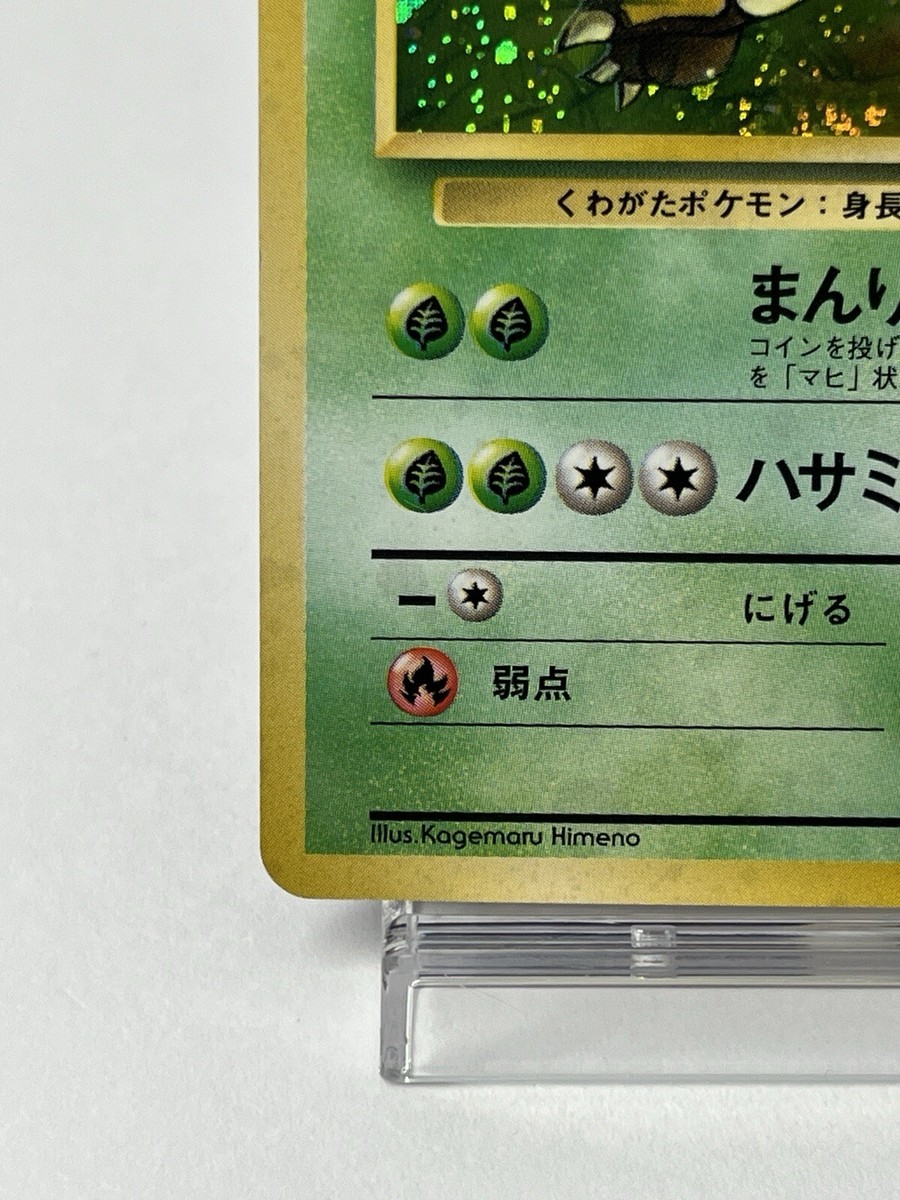 くわがたポケモン：身長
まんり
コインを投げ
を「マヒ」状
ハサミ
にげる
弱点
Illus.Kagemaru Himeno